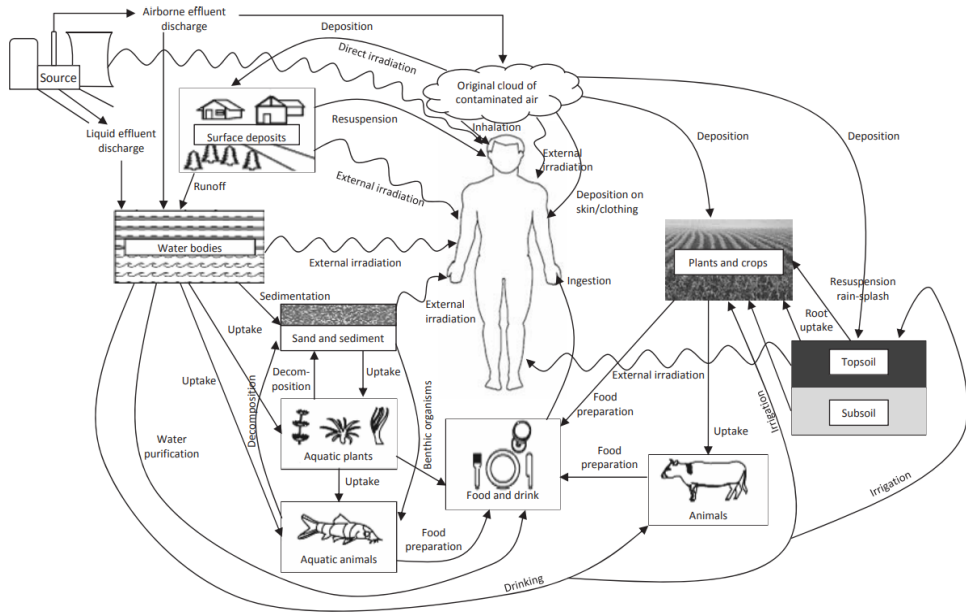 Airborne effluent
discharge
Deposition
Direct irradiation
Source
Original cloud of
contaminated air
Liquid effluent
discharge
Surface deposits
Resuspension
Inhalation
Deposition
Deposition
External
irradiation
External irradiation
Runoff
Deposition on
skin/clothing
Water bodies
External irradiation
Plants and crops
Ingestion
Resuspension
rain-splash
Sedimentation
External
irradiation
Root
uptake
Uptake
Sand and sediment
Topsoil
Uptake
Decom-
position
Uptake
External irradiation
Food
preparation
Subsoil
Irrigation
Decomposition
Benthic organisms
Water
purification
Uptake
Aquatic plants
Food
preparation
Irrigation
Uptake
Food and drink
Animals
Food
preparation
Aquatic animals
Drinking